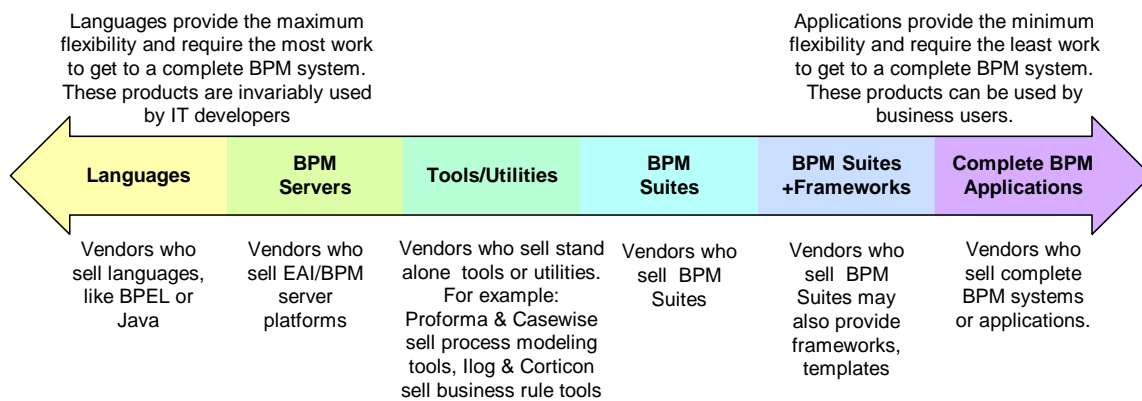 Languages provide the maximum
flexibility and require the most work
to get to a complete BPM system.
These products are invariably used
by IT developers
Applications provide the minimum
flexibility and require the least work
to get to a complete BPM system.
These products can be used by
business users.
Languages
BPM
Servers
Tools/Utilities
BPM
Suites
BPM Suites
+Frameworks
Complete BPM
Applications
Vendors who
sell languages,
like BPEL or
Java
Vendors who
sell EAI/BPM
server
platforms
Vendors who sell stand
alone tools or utilities.
For example:
Proforma & Casewise
sell process modeling
tools, Ilog & Corticon
sell business rule tools
Vendors who
sell BPM
Suites
Vendors who
sell BPM
Suites may
also provide
frameworks,
templates
Vendors who
sell complete
BPM systems
or applications.